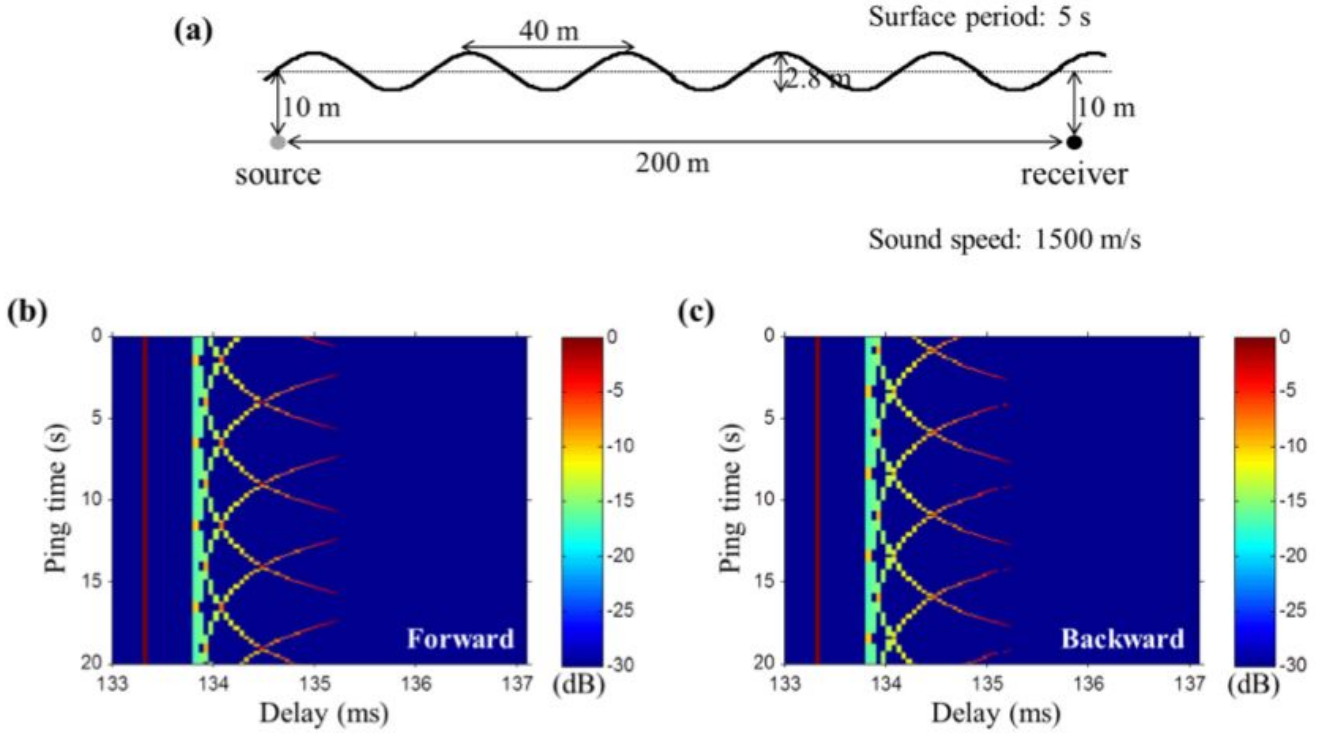 (a)
Surface period: 5 s
40 m
2.8 m
10 m
10 m
200 m
source
receiver
Sound speed: 1500 m/s
(b)
0
5
10
15
20
Ping time (s)
133
134
135
136
137
Delay (ms)
Forward
0
-5
-10
-15
-20
-25
-30
(dB)
(c)
0
5
10
15
20
Ping time (s)
133
134
135
136
137
Delay (ms)
Backward
0
-5
-10
-15
-20
-25
-30
(dB)